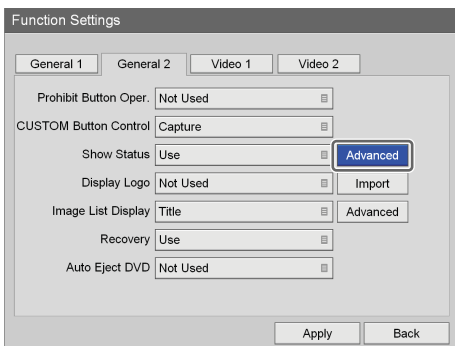 Function Settings
General 1 General 2 Video 1 Video 2
Prohibit Button Oper. Not Used
CUSTOM Button Control Capture
Show Status Use Advanced
Display Logo Not Used Import
Image List Display Title Advanced
Recovery Use
Auto Eject DVD Not Used
Apply Back